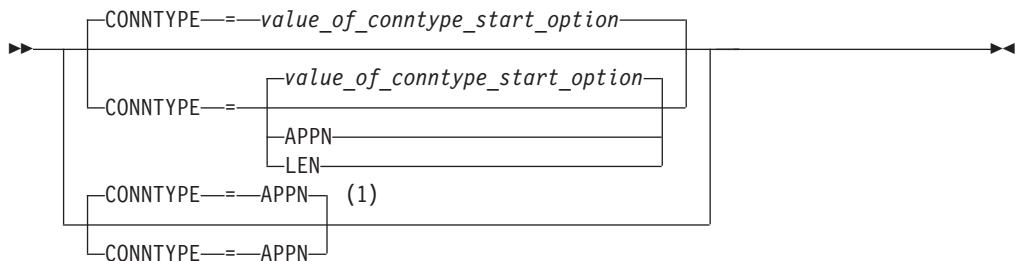 CONNTYPE = value_of_conntype_start_option
value_of_conntype_start_option
CONNTYPE =
APPN
LEN
CONNTYPE = APPN (1)
CONNTYPE = APPN